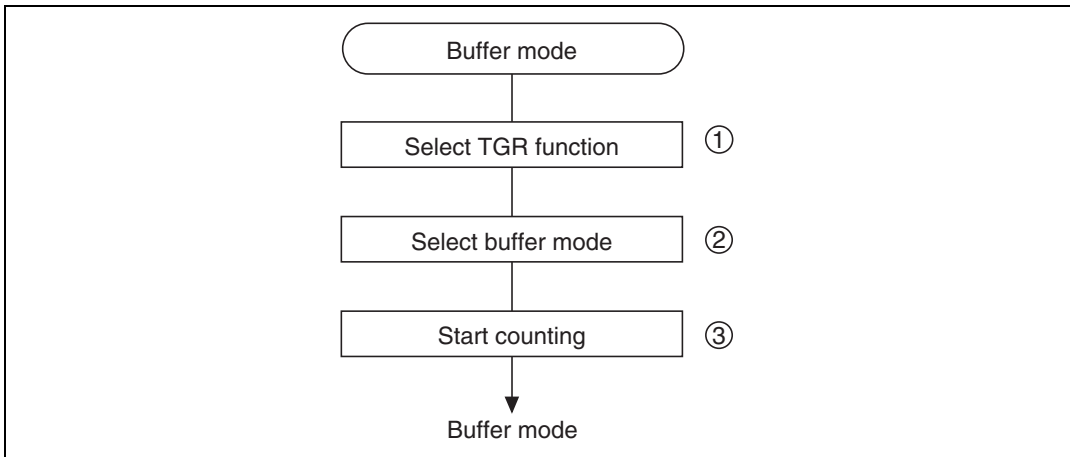 Buffer mode
Select TGR function ①
Select buffer mode ②
Start counting ③
Buffer mode